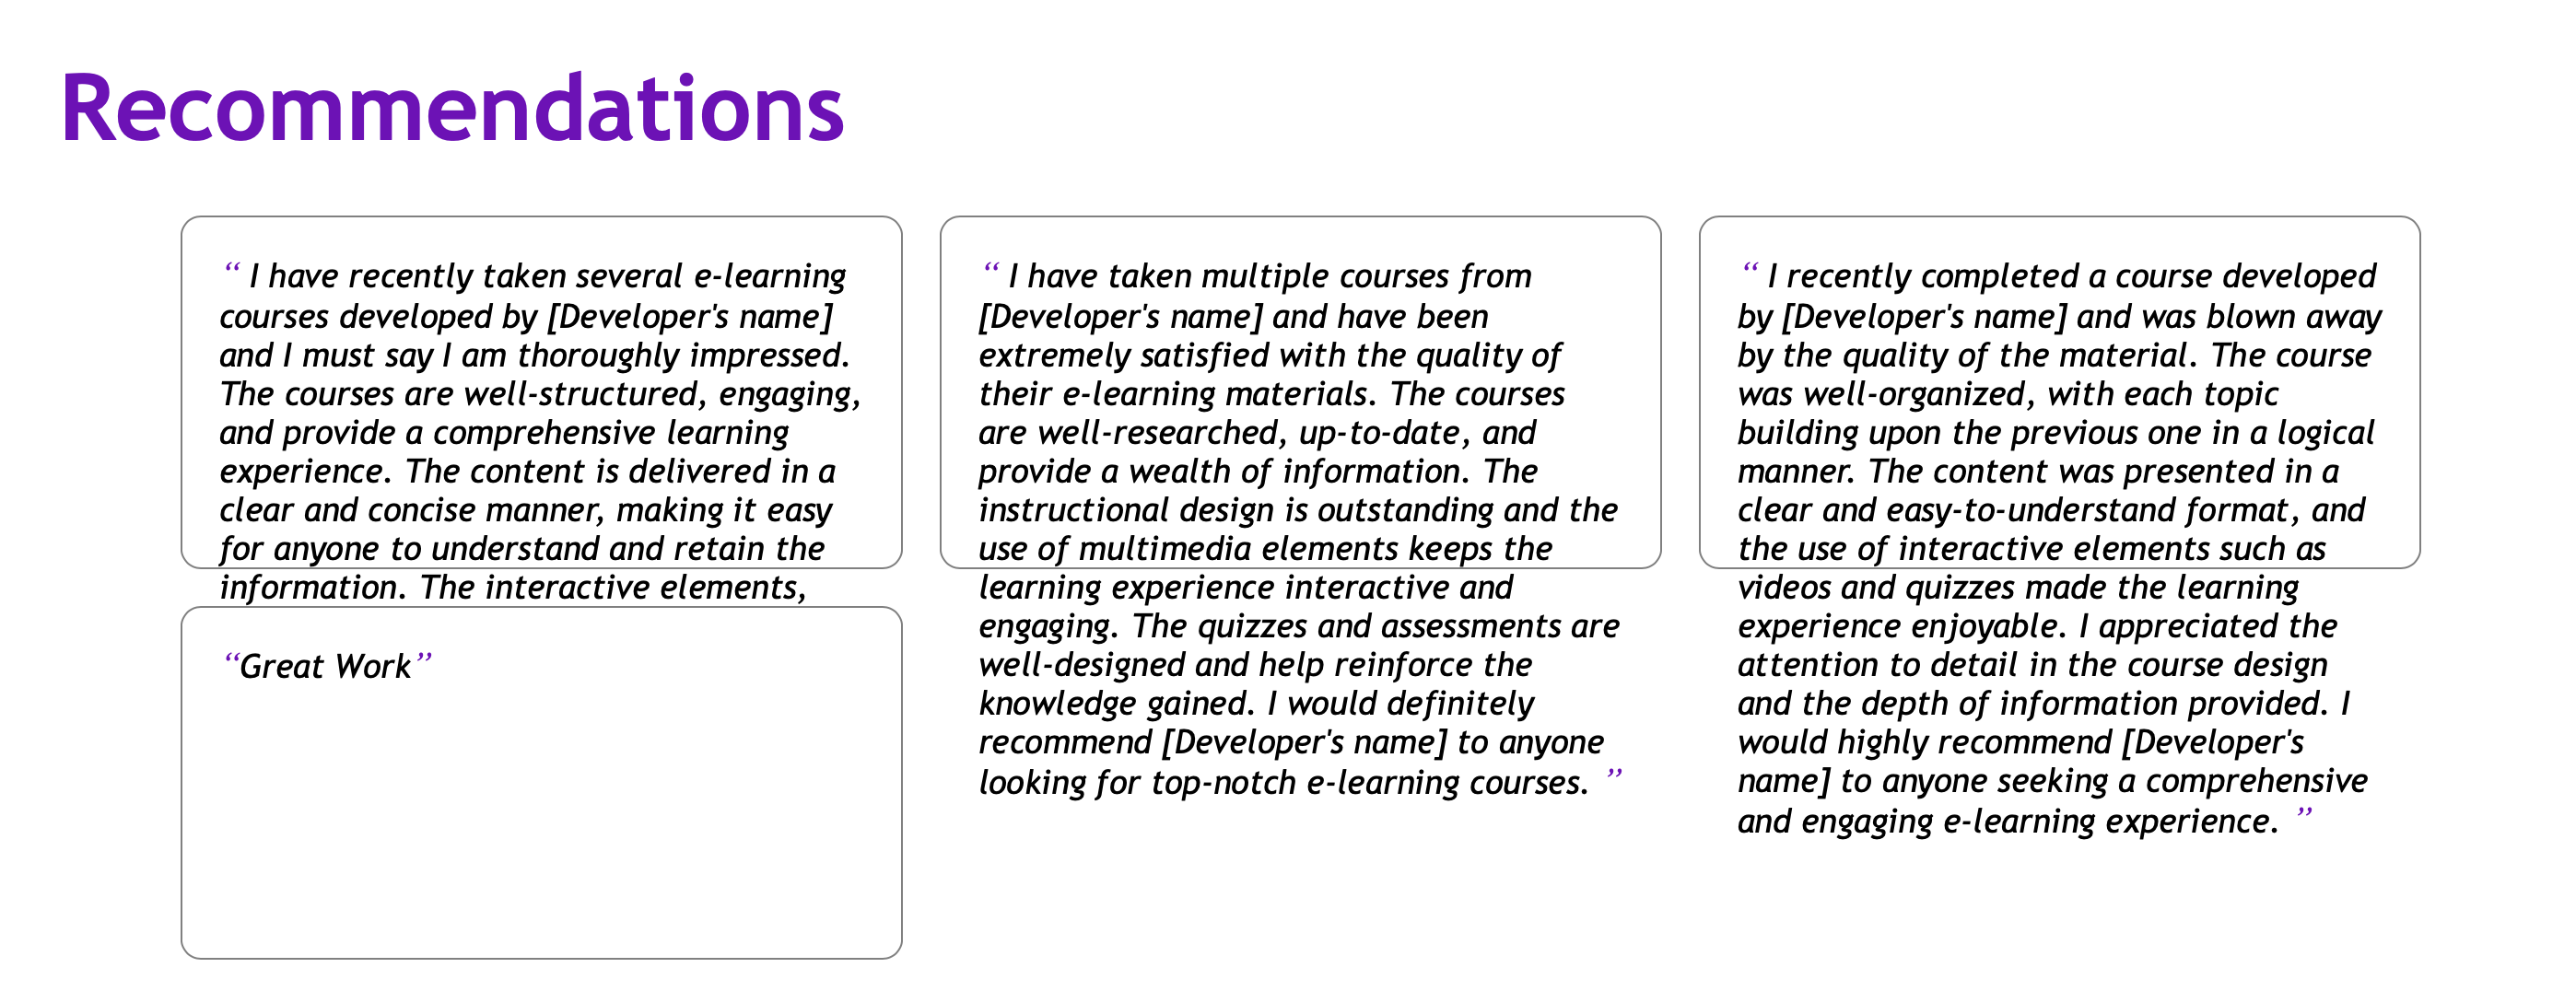 Recommendations
“ I have recently taken several e-learning
courses developed by [Developer's name]
and I must say I am thoroughly impressed.
The courses are well-structured, engaging,
and provide a comprehensive learning
experience. The content is delivered in a
clear and concise manner, making it easy
for anyone to understand and retain the
information. The interactive elements,
“ I have taken multiple courses from
[Developer's name] and have been
extremely satisfied with the quality of
their e-learning materials. The courses
are well-researched, up-to-date, and
provide a wealth of information. The
instructional design is outstanding and the
use of multimedia elements keeps the
learning experience interactive and
engaging. The quizzes and assessments are
well-designed and help reinforce the
knowledge gained. I would definitely
recommend [Developer's name] to anyone
looking for top-notch e-learning courses. ”
“ I recently completed a course developed
by [Developer's name] and was blown away
by the quality of the material. The course
was well-organized, with each topic
building upon the previous one in a logical
manner. The content was presented in a
clear and easy-to-understand format, and
the use of interactive elements such as
videos and quizzes made the learning
experience enjoyable. I appreciated the
attention to detail in the course design
and the depth of information provided. I
would highly recommend [Developer's
name] to anyone seeking a comprehensive
and engaging e-learning experience. ”
“Great Work”